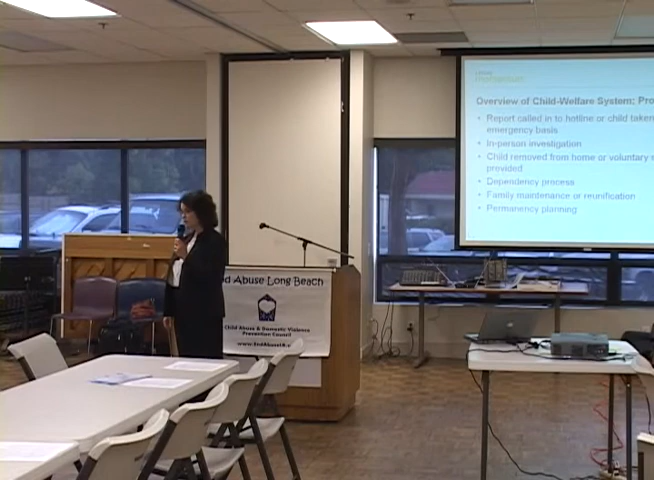 Overview of Child-Welfare System: Pro
• Report called in to hotline or child taken
emergency basis
• In-person investigation
• Child removed from home or voluntary
provided
• Dependency process
• Family maintenance or reunification
• Permanency planning
End Abuse Long Beach
Child Abuse & Domestic Violence
Prevention Council